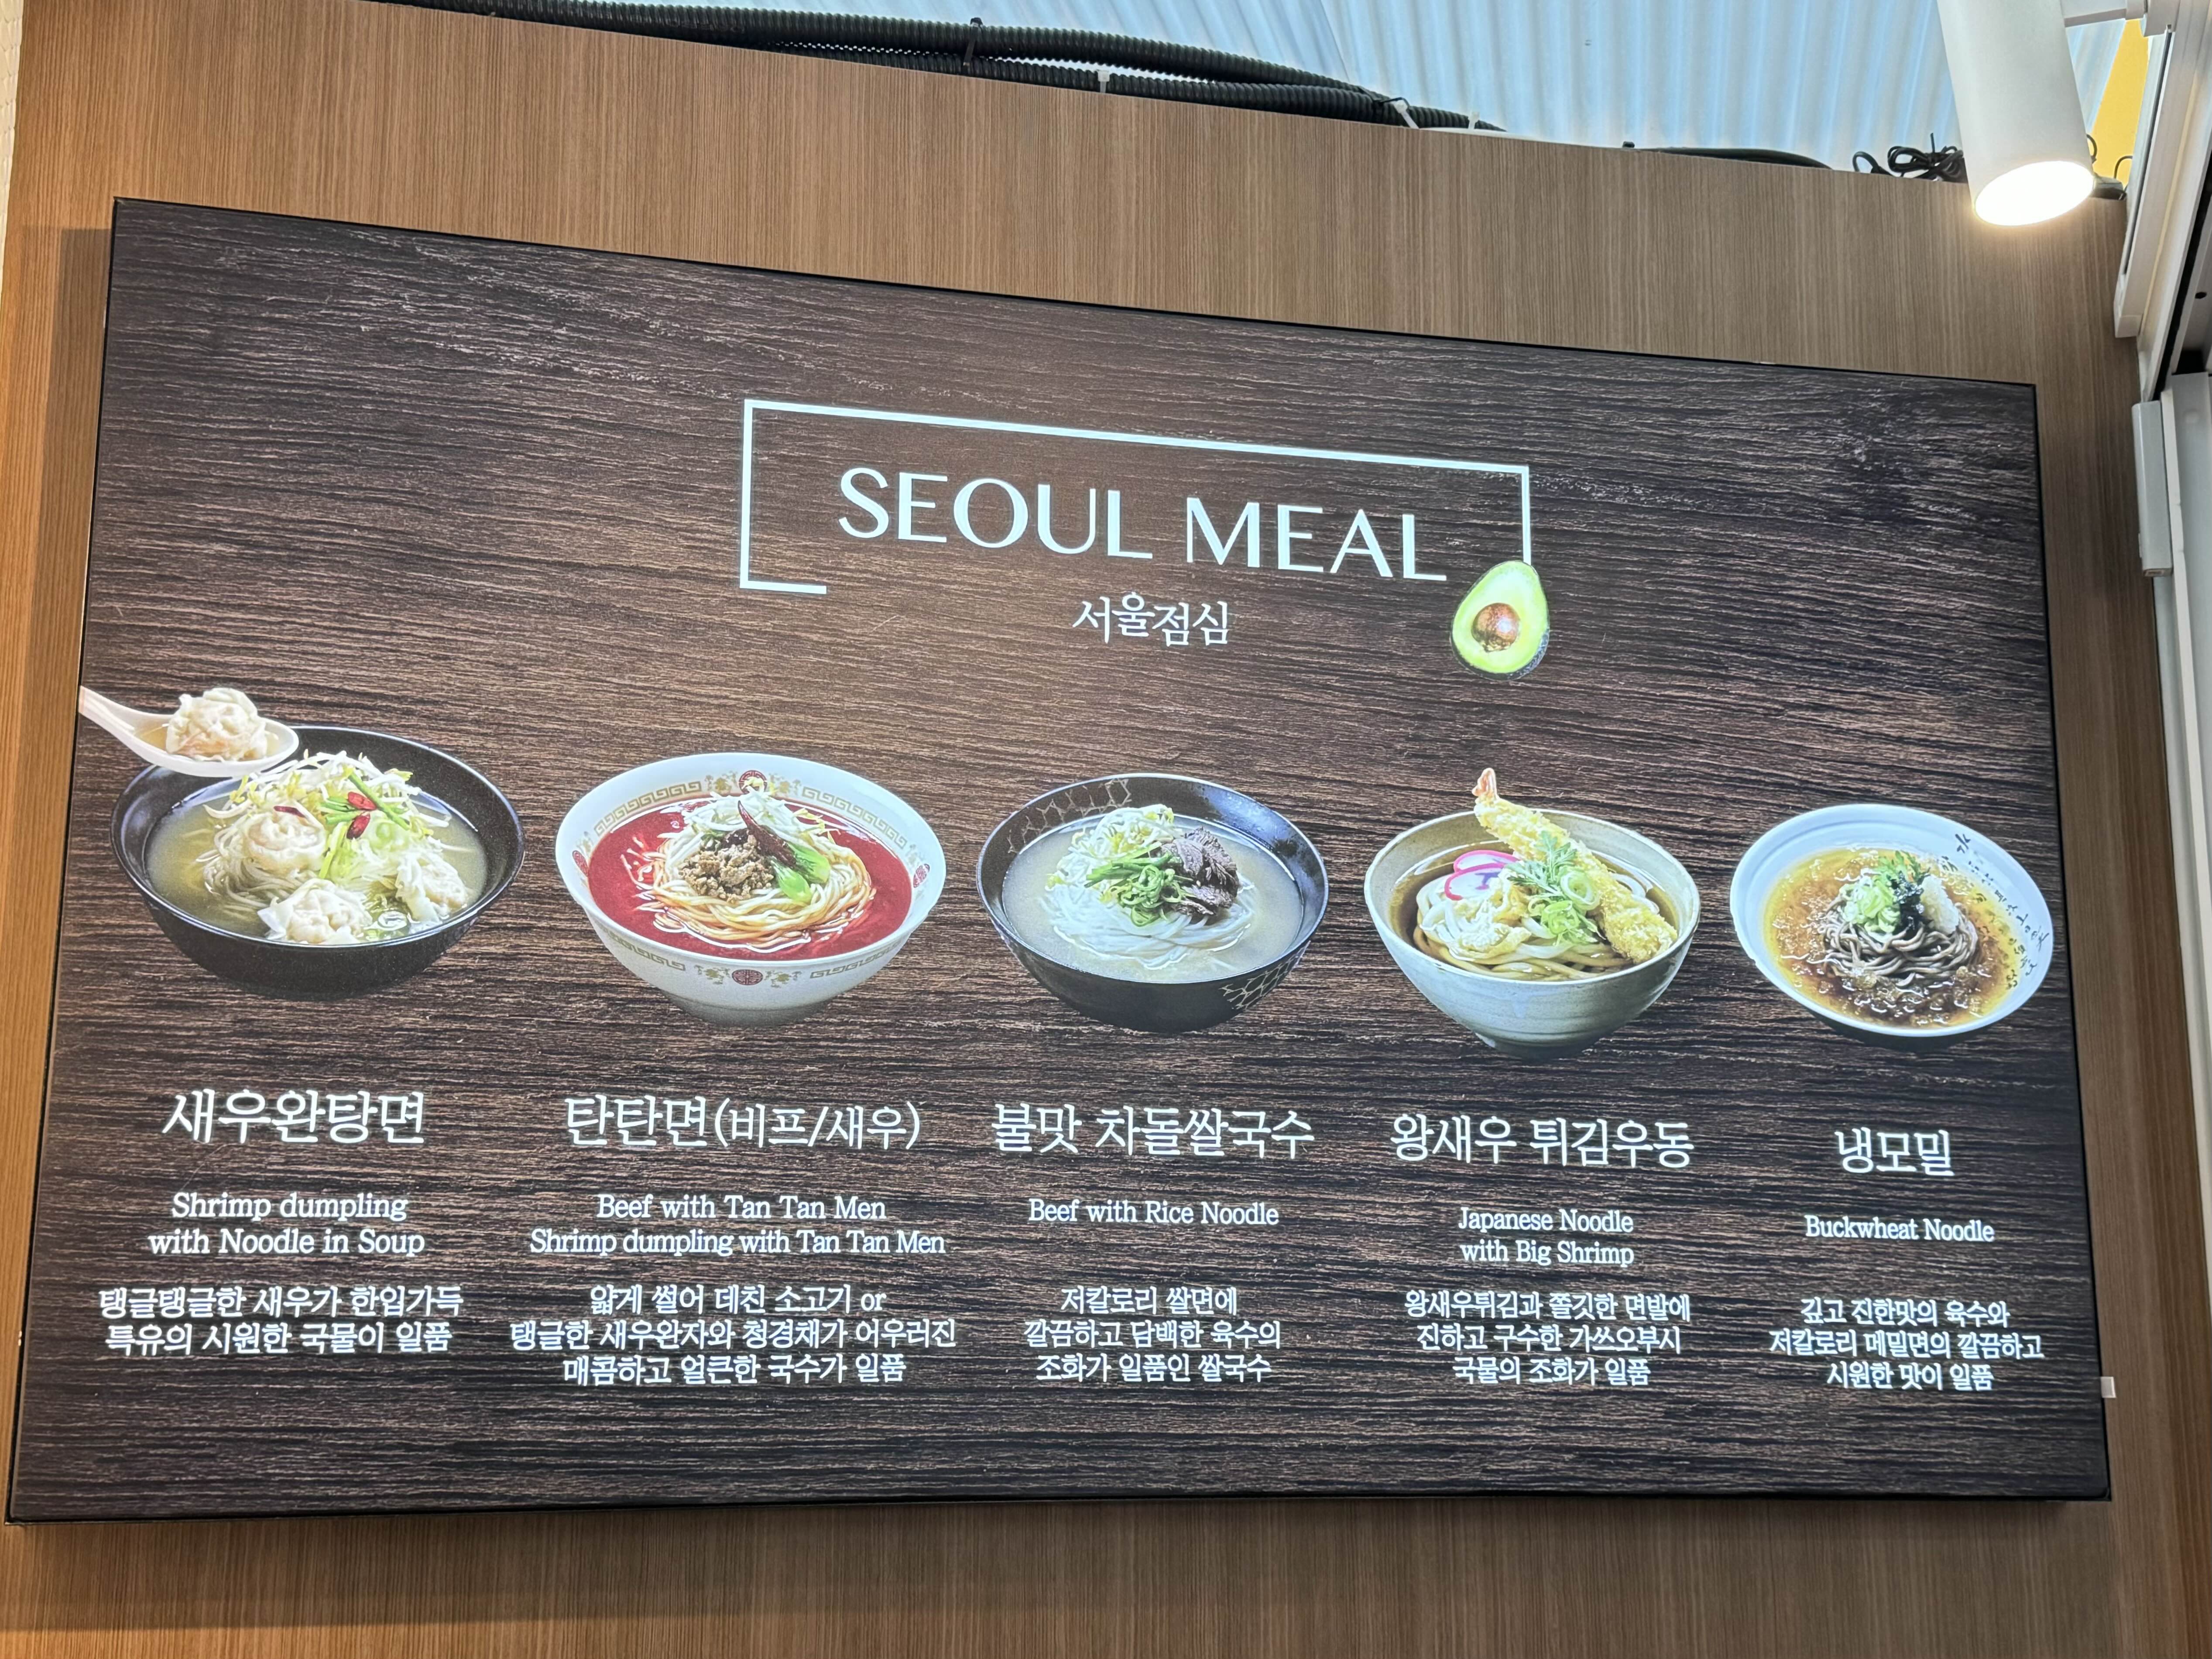 SEOUL MEAL
서울점심
새우완탕면
Shrimp dumpling
with Noodle in Soup
탱글탱글한 새우가 한입가득
특유의 시원한 국물이 일품
탄탄면(비프/새우)
Beef with Tan Tan Men
Shrimp dumpling with Tan Tan Men
얇게 썰어 데친 소고기 or
탱글한 새우완자와 청경채가 어우러진
매콤하고 얼큰한 국수가 일품
불맛 차돌쌀국수
Beef with Rice Noodle
저칼로리 쌀면에
깔끔하고 담백한 육수의
조화가 일품인 쌀국수
왕새우 튀김우동
Japanese Noodle
with Big Shrimp
왕새우튀김과 쫄깃한 면발에
진하고 구수한 가쓰오부시
국물의 조화가 일품
냉모밀
Buckwheat Noodle
깊고 진한맛의 육수와
저칼로리 메밀면의 깔끔하고
시원한 맛이 일품